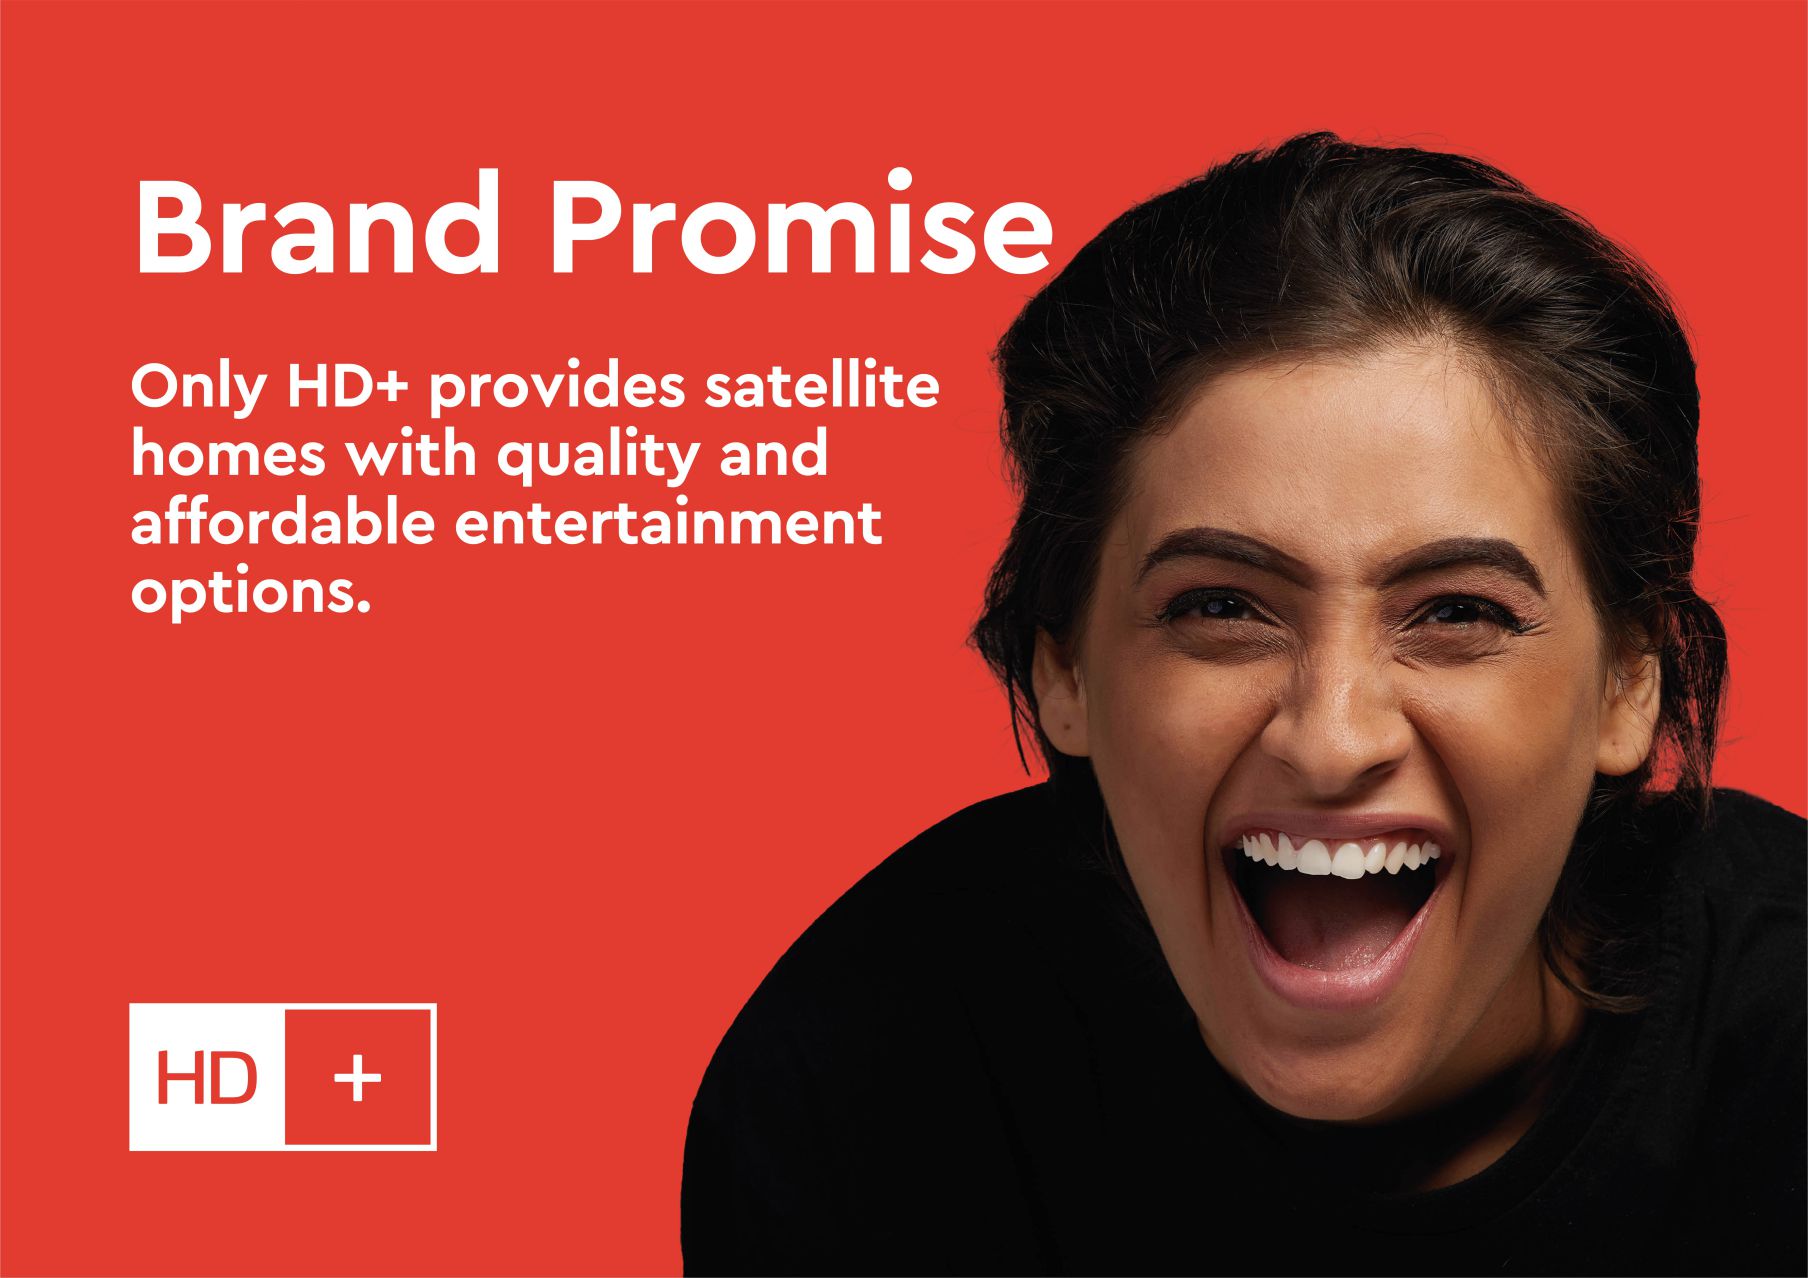 Brand Promise
Only HD+ provides satellite
homes with quality and
affordable entertainment
options.
HD +